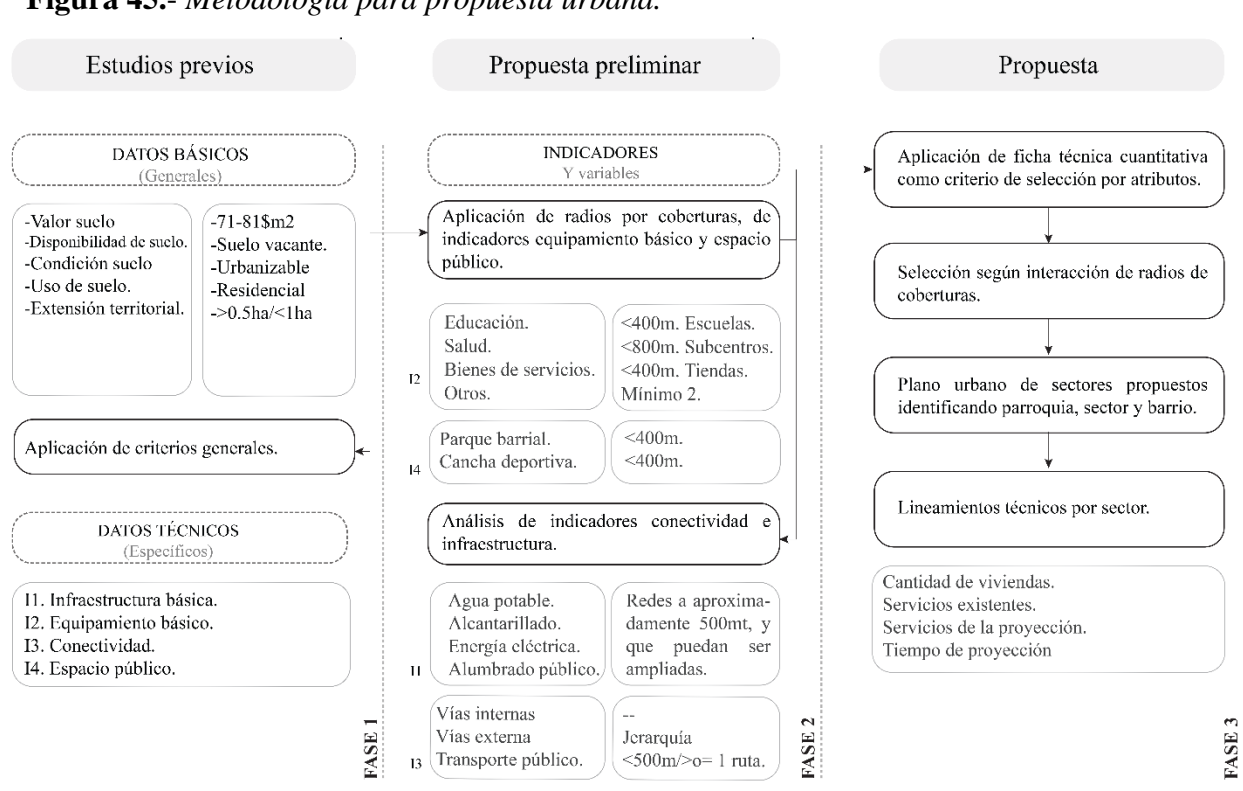 Figura 45.- Metodología para propuesta urbana.
Estudios previos
DATOS BÁSICOS
(Generales)
-Valor suelo
-Disponibilidad de suelo.
-Condición suelo
-Uso de suelo.
-Extensión territorial.
-71-81$m2
-Suelo vacante.
-Urbanizable
-Residencial
->0.5ha/<1ha
Aplicación de criterios generales.
DATOS TÉCNICOS
(Específicos)
I1. Infraestructura básica.
I2. Equipamiento básico.
I3. Conectividad.
I4. Espacio público.
FASE 1
Propuesta preliminar
INDICADORES
Y variables
Aplicación de radios por coberturas, de
indicadores equipamiento básico y espacio
público.
I2
Educación.
Salud.
Bienes de servicios.
Otros.
<400m. Escuelas.
<800m. Subcentros.
<400m. Tiendas.
Mínimo 2.
I4
Parque barrial.
Cancha deportiva.
<400m.
<400m.
Análisis de indicadores conectividad e
infraestructura.
I1
Agua potable.
Alcantarillado.
Energía eléctrica.
Alumbrado público.
Redes a aproxima-
damente 500mt, y
que puedan ser
ampliadas.
I3
Vías internas
Vías externa
Transporte público.
--
Jerarquía
<500m/>o= 1 ruta.
FASE 2
Propuesta
Aplicación de ficha técnica cuantitativa
como criterio de selección por atributos.
Selección según interacción de radios de
coberturas.
Plano urbano de sectores propuestos
identificando parroquia, sector y barrio.
Lineamientos técnicos por sector.
Cantidad de viviendas.
Servicios existentes.
Servicios de la proyección.
Tiempo de proyección
FASE 3